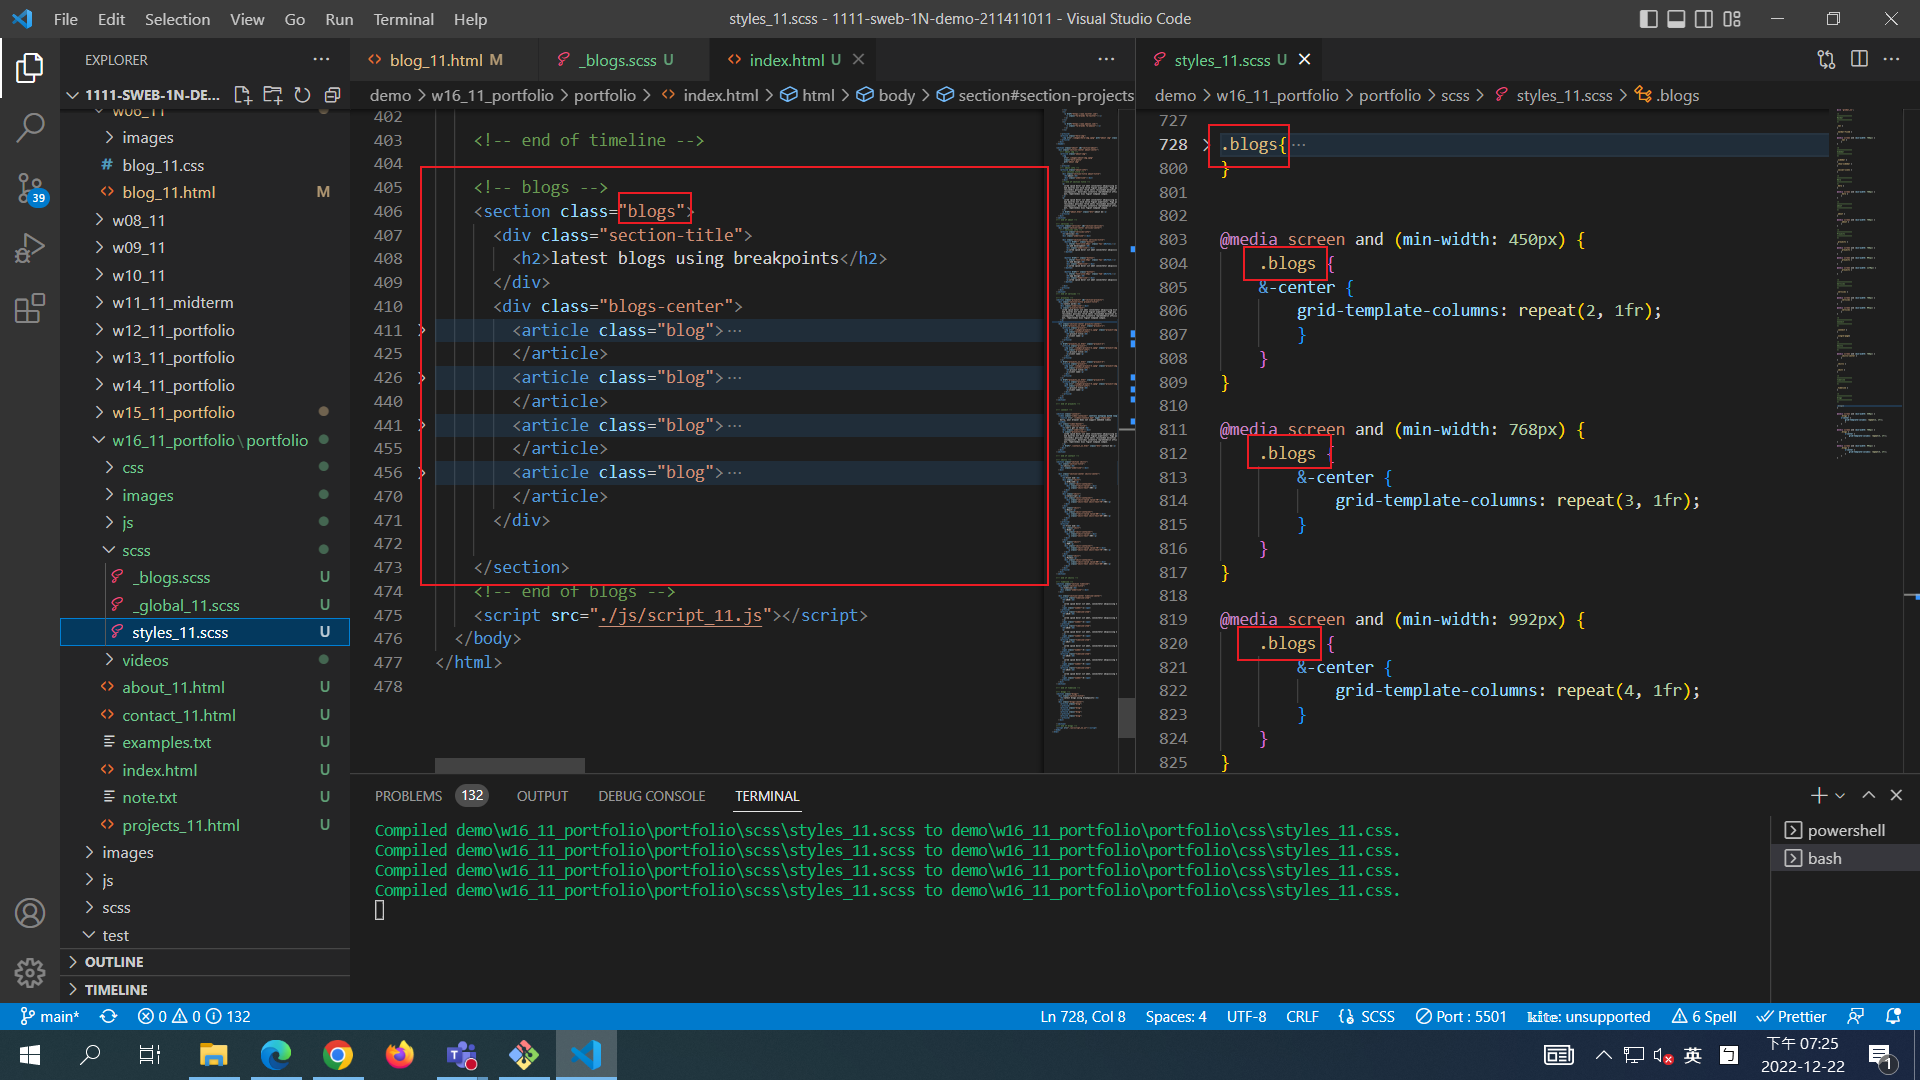 File Edit Selection View Go Run Terminal Help
styles_11.scss - 1111-sweb-1N-demo-211411011 - Visual Studio Code
EXPLORER
1111-SWEB-1N-DE...
w06_11
images
blog_11.css
blog_11.html M
w08_11
w09_11
w10_11
w11_11_midterm
w12_11_portfolio
w13_11_portfolio
w14_11_portfolio
w15_11_portfolio
w16_11_portfolio\portfolio
css
images
js
scss
_blogs.scss U
_global_11.scss U
styles_11.scss U
videos
about_11.html U
contact_11.html U
examples.txt U
index.html U
note.txt U
projects_11.html U
images
js
scss
test
OUTLINE
TIMELINE
39
blog_11.html M
_blogs.scss U
index.html U
demo > w16_11_portfolio > portfolio > index.html > html > body > section#section-projects
402
403 <!-- end of timeline -->
404
405 <!-- blogs -->
406 <section class="blogs">
407 <div class="section-title">
408 <h2>latest blogs using breakpoints</h2>
409 </div>
410 <div class="blogs-center">
411 <article class="blog">…
425 </article>
426 <article class="blog">…
440 </article>
441 <article class="blog">…
455 </article>
456 <article class="blog">…
470 </article>
471 </div>
472
473 </section>
474 <!-- end of blogs -->
475 <script src="./js/script_11.js"></script>
476 </body>
477 </html>
478
styles_11.scss U
demo > w16_11_portfolio > portfolio > scss > styles_11.scss > .blogs
727
728 .blogs{…
800 }
801
802
803 @media screen and (min-width: 450px) {
804 .blogs {
805 &-center {
806 grid-template-columns: repeat(2, 1fr);
807 }
808 }
809 }
810
811 @media screen and (min-width: 768px) {
812 .blogs {
813 &-center {
814 grid-template-columns: repeat(3, 1fr);
815 }
816 }
817 }
818
819 @media screen and (min-width: 992px) {
820 .blogs {
821 &-center {
822 grid-template-columns: repeat(4, 1fr);
823 }
824 }
825 }
PROBLEMS 132 OUTPUT DEBUG CONSOLE TERMINAL
Compiled demo\w16_11_portfolio\portfolio\scss\styles_11.scss to demo\w16_11_portfolio\portfolio\css\styles_11.css.
Compiled demo\w16_11_portfolio\portfolio\scss\styles_11.scss to demo\w16_11_portfolio\portfolio\css\styles_11.css.
Compiled demo\w16_11_portfolio\portfolio\scss\styles_11.scss to demo\w16_11_portfolio\portfolio\css\styles_11.css.
Compiled demo\w16_11_portfolio\portfolio\scss\styles_11.scss to demo\w16_11_portfolio\portfolio\css\styles_11.css.
powershell
bash
main* 0 0 132 Ln 728, Col 8 Spaces: 4 UTF-8 CRLF SCSS Port : 5501 kite: unsupported 6 Spell Prettier
英 ㄅ 下午 07:25
2022-12-22
1